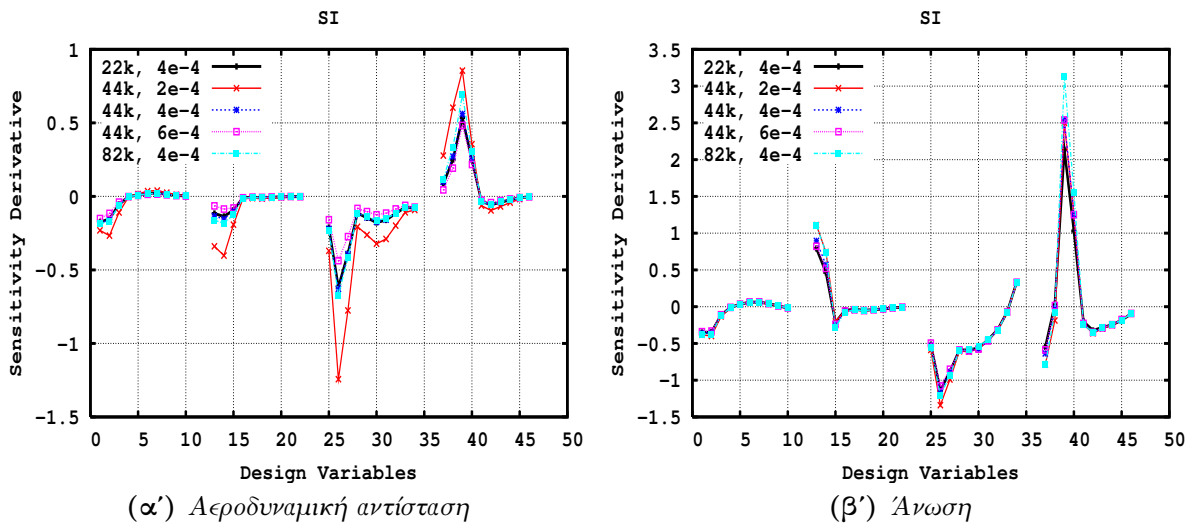 SI
1
0.5
0
−0.5
−1
−1.5
Sensitivity Derivative
22k, 4e-4
44k, 2e-4
44k, 4e-4
44k, 6e-4
82k, 4e-4
0 5 10 15 20 25 30 35 40 45 50
Design Variables
(αʹ) Αεροδυναμική αντίσταση
SI
3.5
3
2.5
2
1.5
1
0.5
0
−0.5
−1
−1.5
Sensitivity Derivative
22k, 4e-4
44k, 2e-4
44k, 4e-4
44k, 6e-4
82k, 4e-4
0 5 10 15 20 25 30 35 40 45 50
Design Variables
(βʹ) Άνωση